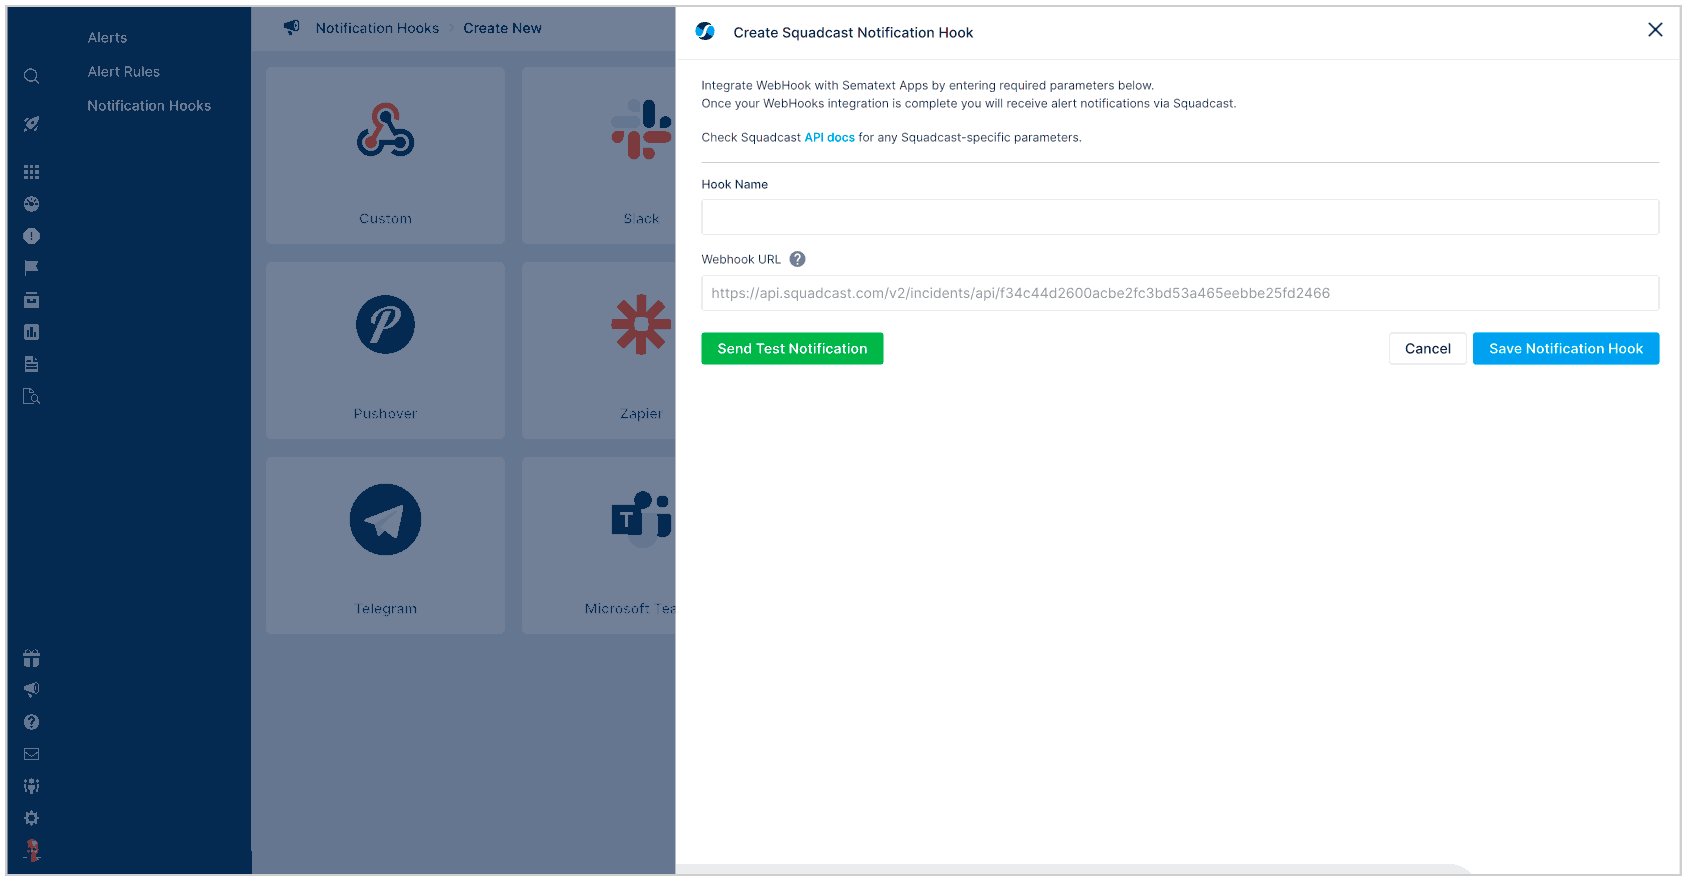 Alerts
Alert Rules
Notification Hooks
Notification Hooks Create New
Custom
Slack
Pushover
Zapier
Telegram
T
Microsoft Tea
Create Squadcast Notification Hook
Integrate WebHook with Sematext Apps by entering required parameters below.
Once your WebHooks integration is complete you will receive alert notifications via Squadcast.
Check Squadcast API docs for any Squadcast-specific parameters.
Hook Name
Webhook URL ?
https://api.squadcast.com/v2/incidents/api/f34c44d2600acbe2fc3bd53a465eebbe25fd2466
Send Test Notification
Cancel
Save Notification Hook